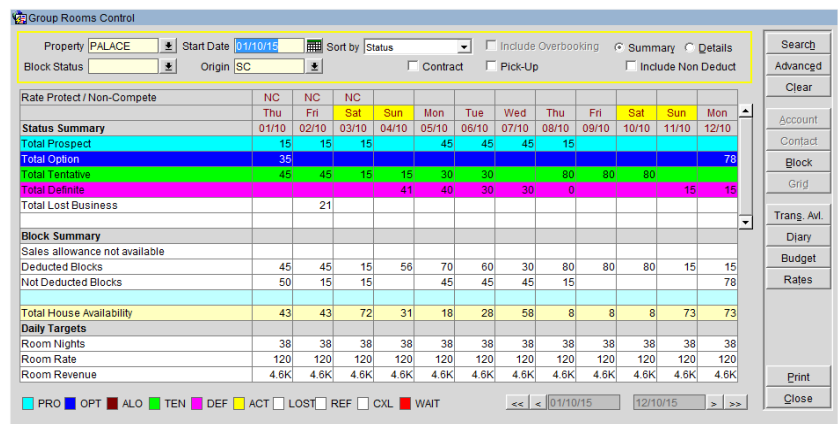 Group Rooms Control
Property PALACE Start Date 01/10/15 Sort by Status Include Overbooking Summary Details
Block Status Origin SC Contract Pick-Up Include Non Deduct
Search
Advanced
Clear
Account
Contact
Block
Grid
Trang. Avl.
Diary
Budget
Rates
Print
Close
Rate Protect / Non-Compete NC NC NC
Thu Fri Sat Sun Mon Tue Wed Thu Fri Sat Sun Mon
Status Summary 01/10 02/10 03/10 04/10 05/10 06/10 07/10 08/10 09/10 10/10 11/10 12/10
Total Prospect 15 15 15 45 45 45 15
Total Option 35 78
Total Tentative 45 45 15 15 30 30 80 80 80
Total Definite 41 40 30 30 0 15 15
Total Lost Business 21
Block Summary
Sales allowance not available
Deducted Blocks 45 45 15 56 70 60 30 80 80 80 15 15
Not Deducted Blocks 50 15 15 45 45 45 15 78
Total House Availability 43 43 72 31 18 28 58 8 8 8 73 73
Daily Targets
Room Nights 38 38 38 38 38 38 38 38 38 38 38 38
Room Rate 120 120 120 120 120 120 120 120 120 120 120 120
Room Revenue 4.6K 4.6K 4.6K 4.6K 4.6K 4.6K 4.6K 4.6K 4.6K 4.6K 4.6K 4.6K
PRO OPT ALO TEN DEF ACT LOST REF CXL WAIT << < 01/10/15 12/10/15 > >>